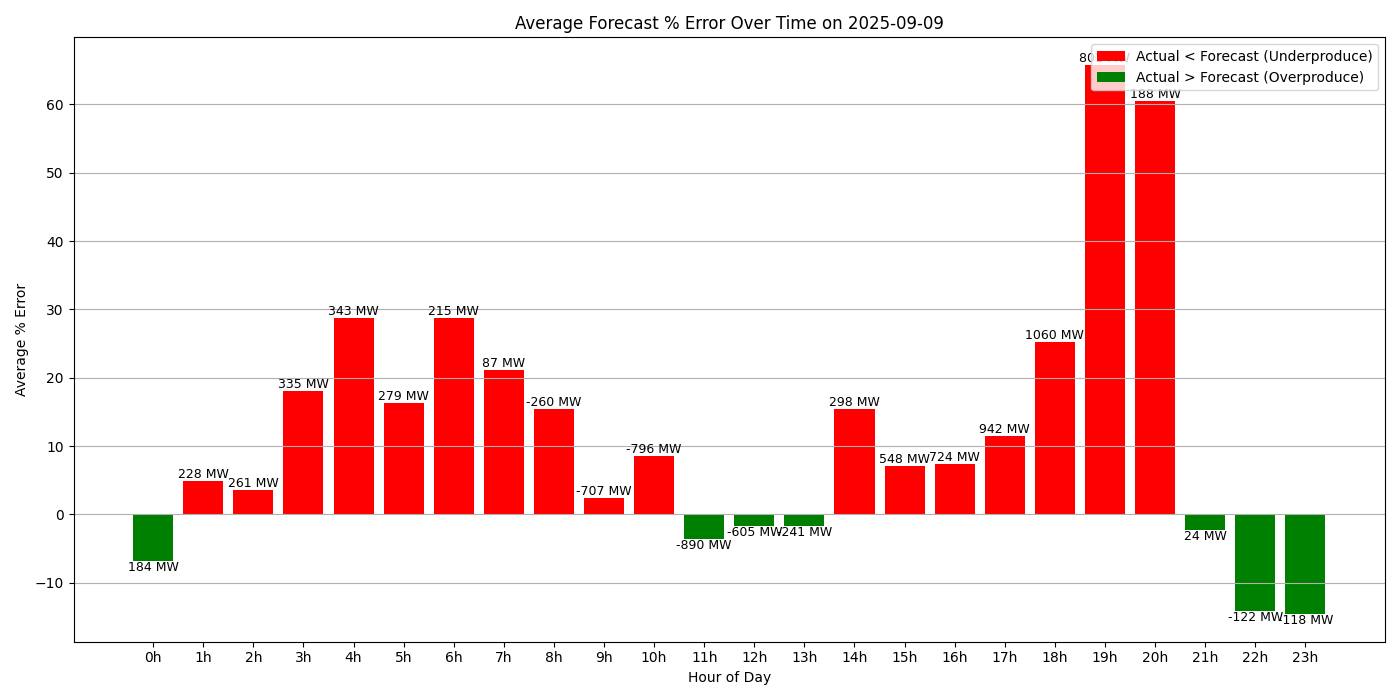 Average Forecast % Error Over Time on 2025-09-09
Actual < Forecast (Underproduce)
Actual > Forecast (Overproduce)
Average % Error
60
50
40
30
20
10
0
−10
184 MW
228 MW
261 MW
335 MW
343 MW
279 MW
215 MW
87 MW
-260 MW
-707 MW
-796 MW
-890 MW
-605 MW
-241 MW
298 MW
548 MW
724 MW
942 MW
1060 MW
188 MW
24 MW
-122 MW
-118 MW
0h 1h 2h 3h 4h 5h 6h 7h 8h 9h 10h 11h 12h 13h 14h 15h 16h 17h 18h 19h 20h 21h 22h 23h
Hour of Day